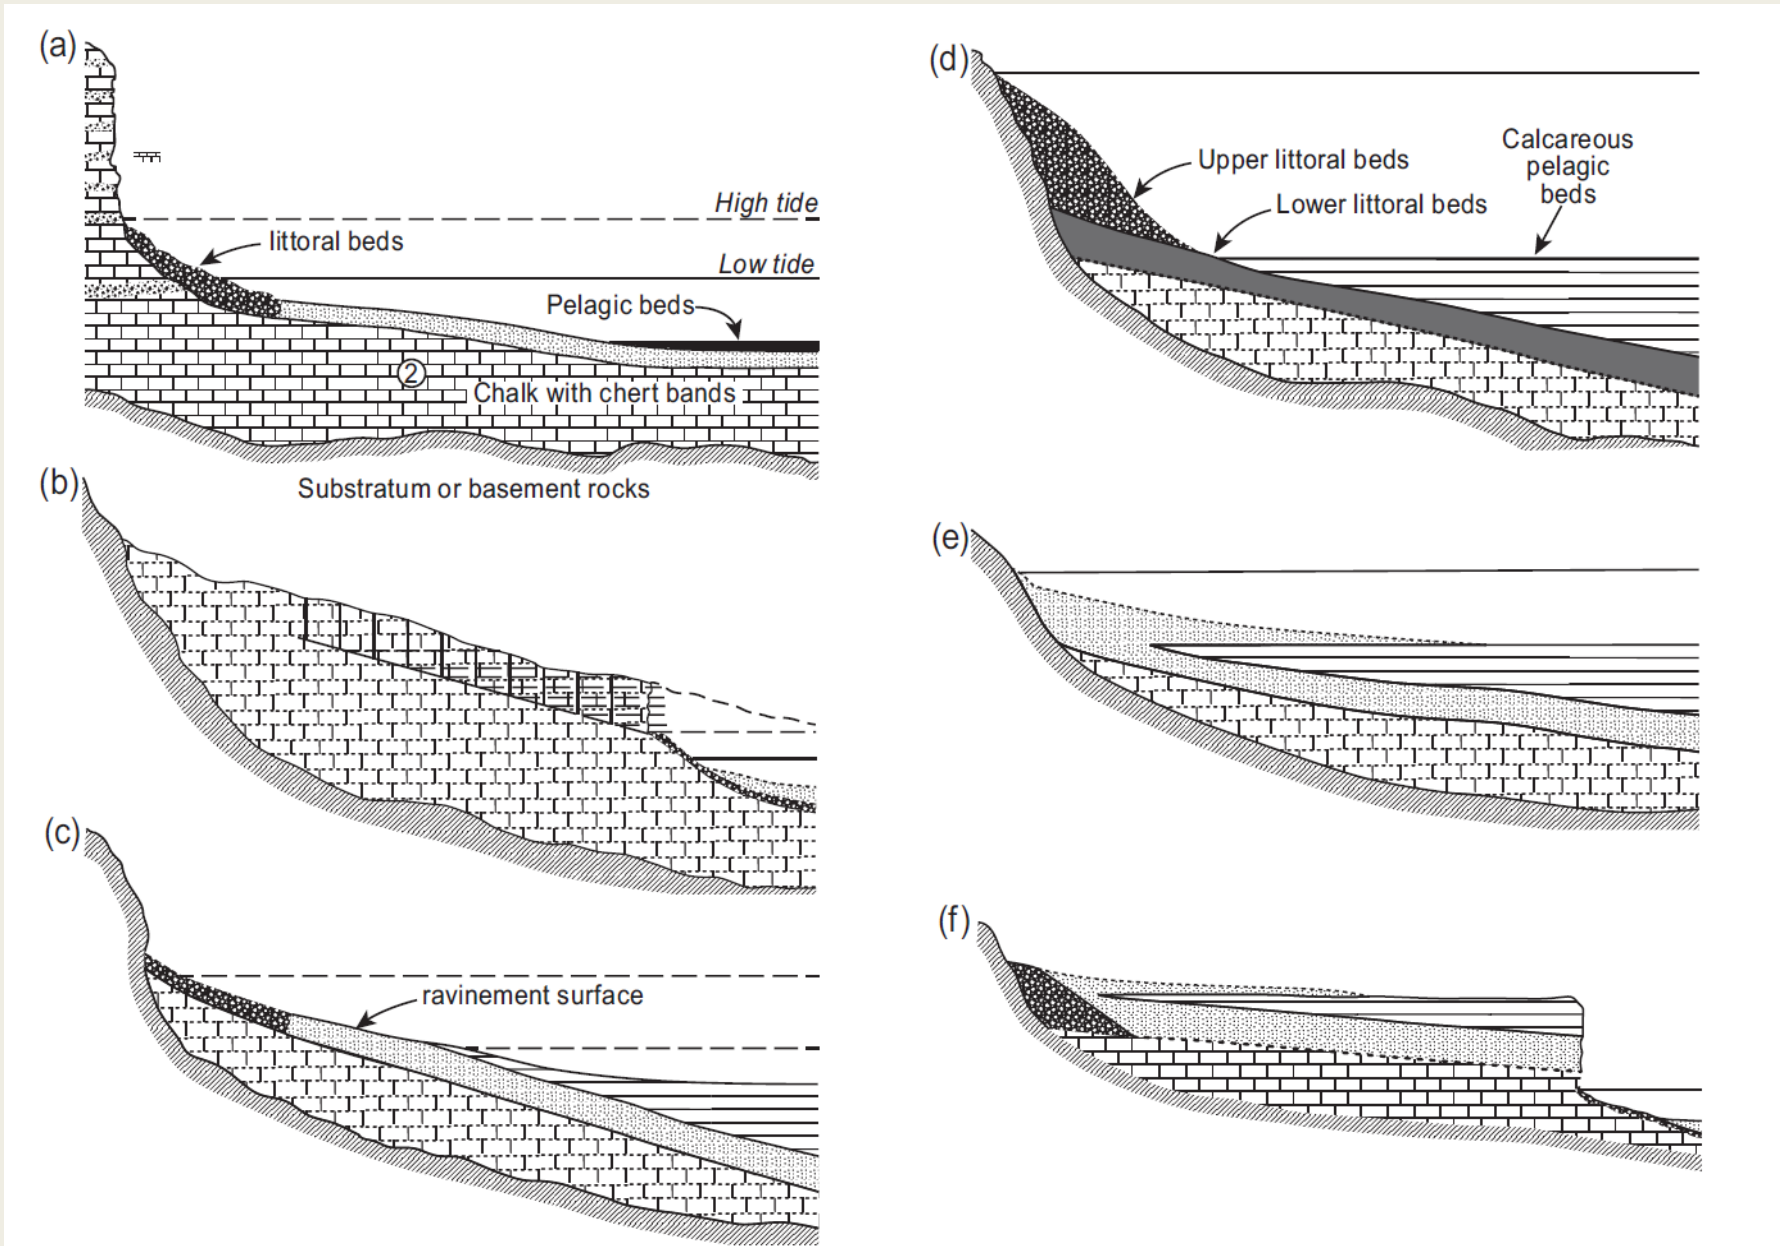 (a)
High tide
littoral beds
Low tide
Pelagic beds
2
Chalk with chert bands
Substratum or basement rocks
(b)
(c)
ravinement surface
(d)
Calcareous
pelagic
beds
Upper littoral beds
Lower littoral beds
(e)
(f)